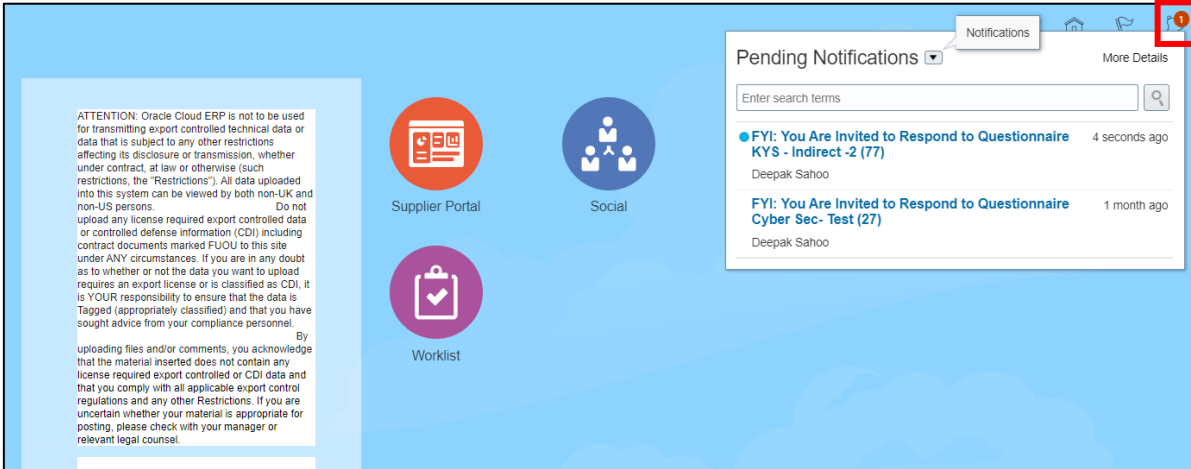 ATTENTION: Oracle Cloud ERP is not to be used
for transmitting export controlled technical data or
data that is subject to any other restrictions
affecting its disclosure or transmission, whether
under contract, at law or otherwise (such
restrictions, the "Restrictions"). All data uploaded
into this system can be viewed by both non-UK and
non-US persons. Do not
upload any license required export controlled data
or controlled defense information (CDI) including
contract documents marked FUOU to this site
under ANY circumstances. If you are in any doubt
as to whether or not the data you want to upload
requires an export license or is classified as CDI, it
is YOUR responsibility to ensure that the data is
Tagged (appropriately classified) and that you have
sought advice from your compliance personnel.
By
uploading files and/or comments, you acknowledge
that the material inserted does not contain any
license required export controlled or CDI data and
that you comply with all applicable export control
regulations and any other Restrictions. If you are
uncertain whether your material is appropriate for
posting, please check with your manager or
relevant legal counsel.
Supplier Portal
Social
Worklist
Notifications
1
Pending Notifications
More Details
Enter search terms
FYI: You Are Invited to Respond to Questionnaire
KYS - Indirect -2 (77)
4 seconds ago
Deepak Sahoo
FYI: You Are Invited to Respond to Questionnaire
Cyber Sec- Test (27)
1 month ago
Deepak Sahoo